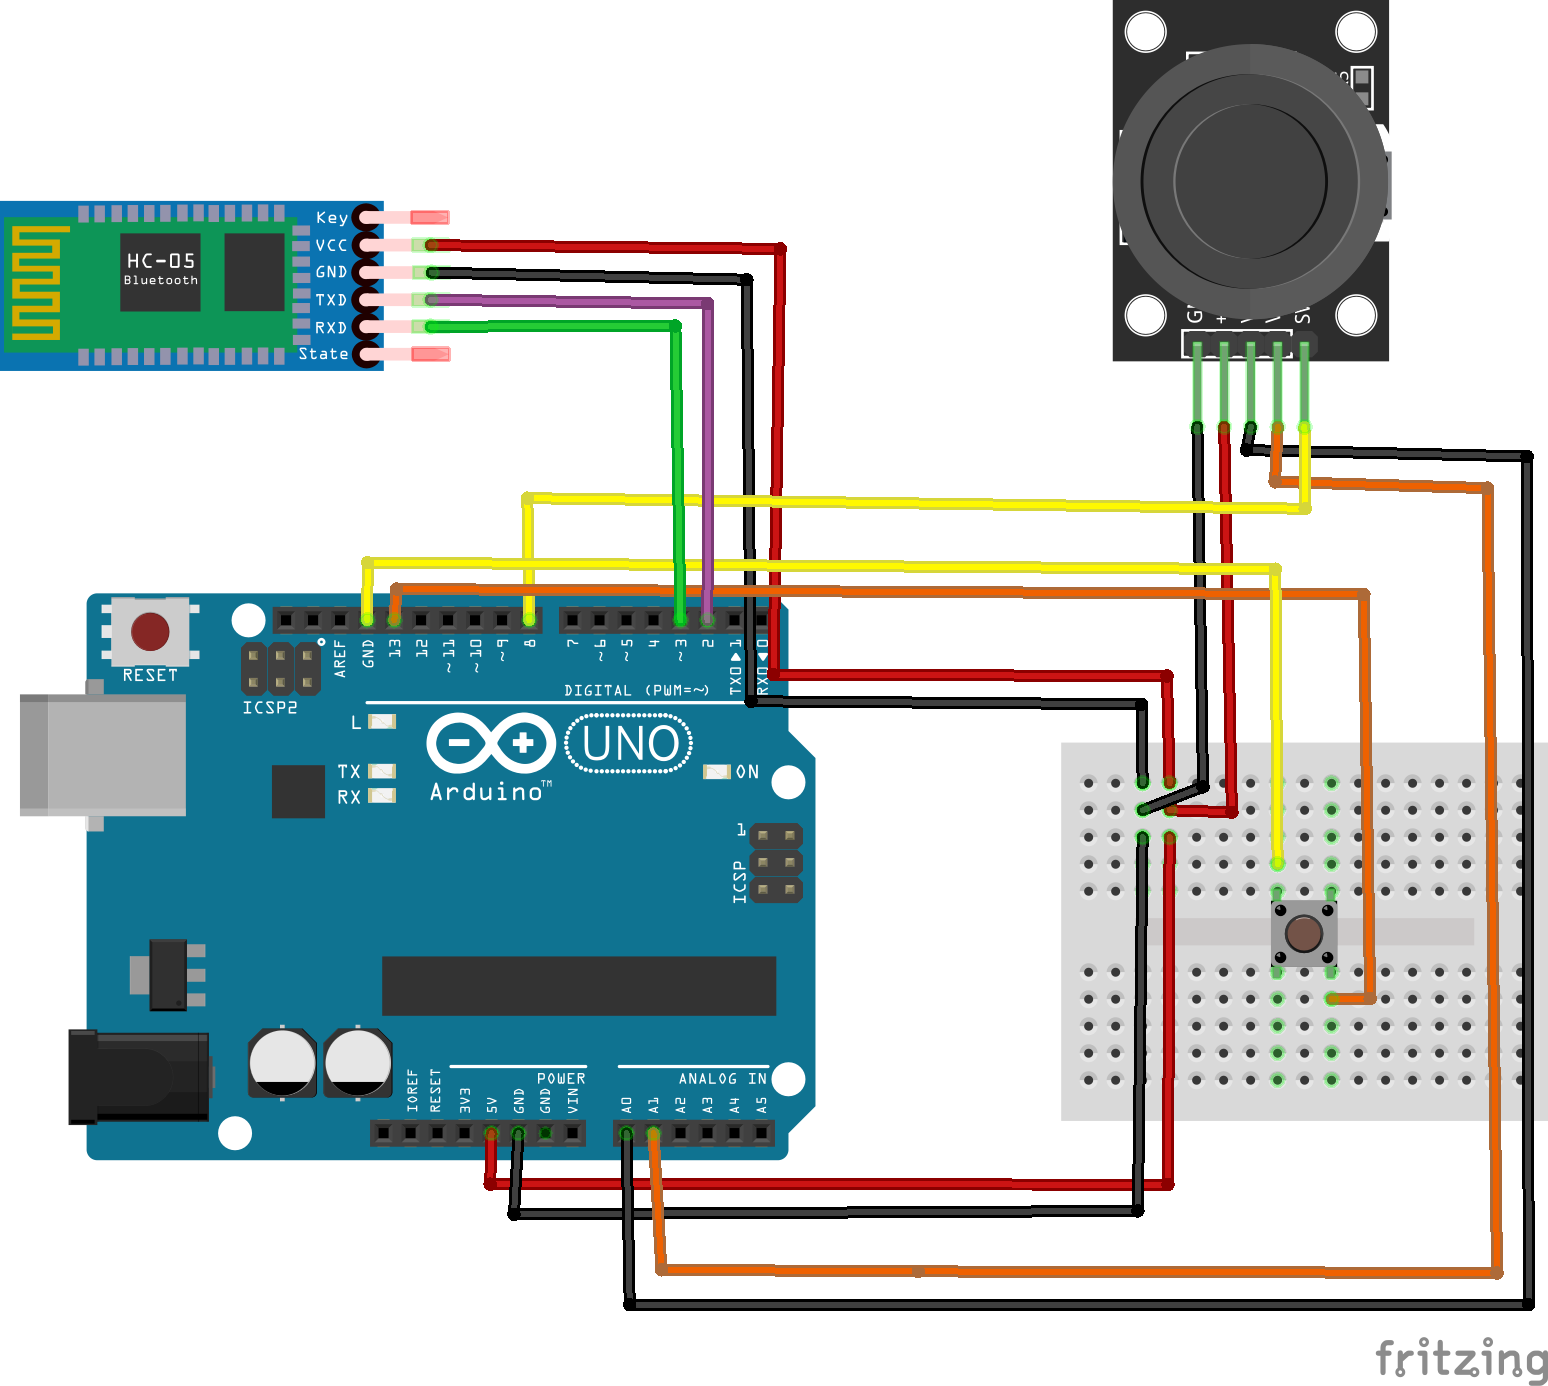 Key
VCC
GND
TXD
RXD
State
HC-05
Bluetooth
G
+
RESET
ICSP2
AREF
GND
13
12
~11
~10
~9
8
7
~6
~5
4
~3
2
TX0 1
RX0 0
DIGITAL (PWM=~)
L
TX
RX
UNO
Arduino™
ON
1
ICSP
POWER
ANALOG IN
IOREF
RESET
3V3
5V
GND
GND
VIN
A0
A1
A2
A3
A4
A5
fritzing